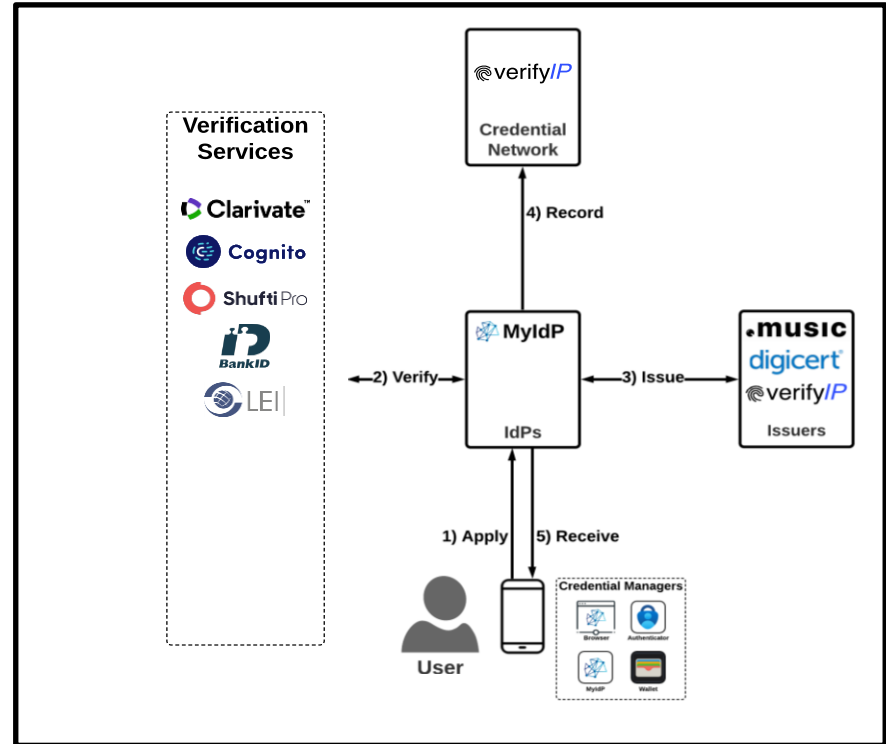 verifyIP
Credential
Network
Verification
Services
Clarivate™
Cognito
Shufti Pro
BankID
LEI
4) Record
MyIdP
2) Verify
IdPs
3) Issue
.music
digicert®
verifyIP
Issuers
1) Apply
5) Receive
User
Credential Managers
Browser
Authenticator
MyIdP
Wallet